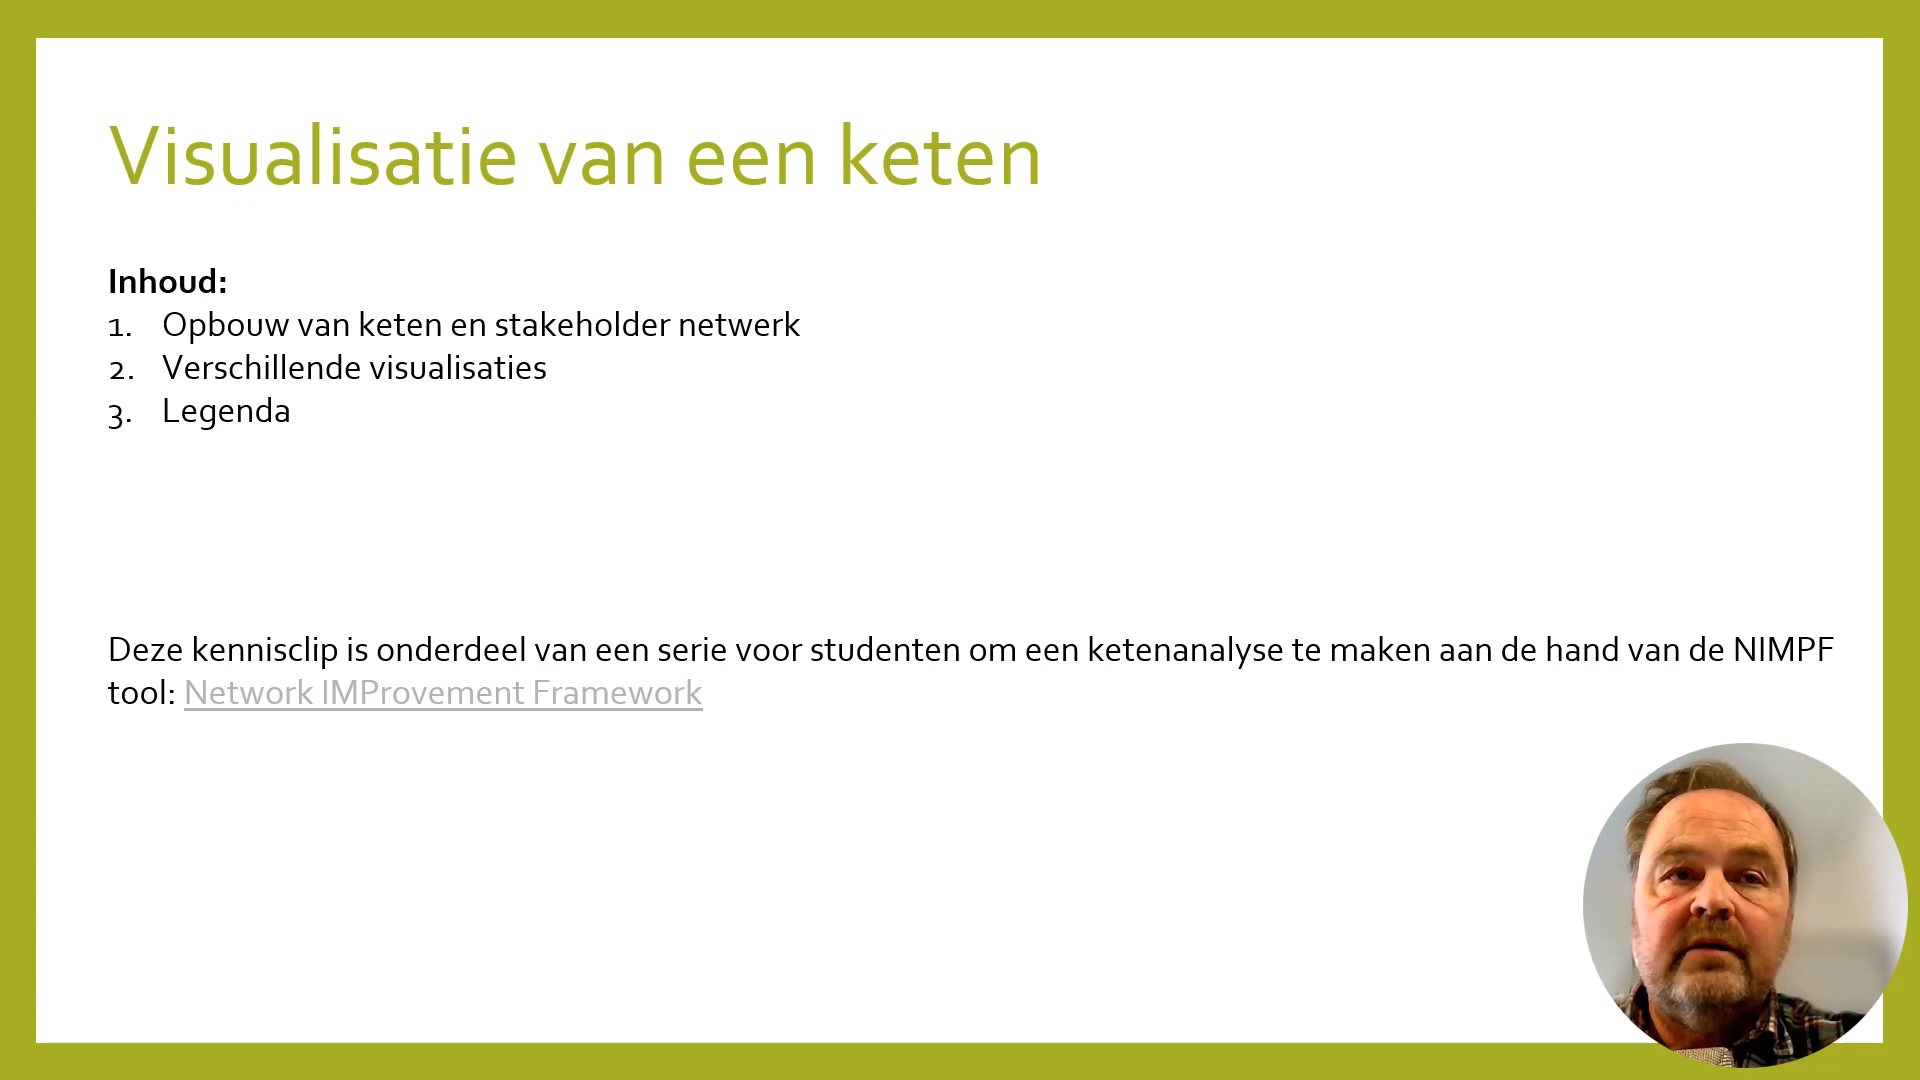 Visualisatie van een keten
Inhoud:
1. Opbouw van keten en stakeholder netwerk
2. Verschillende visualisaties
3. Legenda
Deze kennisclip is onderdeel van een serie voor studenten om een ketenanalyse te maken aan de hand van de NIMPF
tool: Network IMProvement Framework